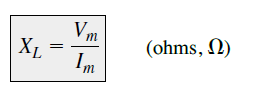 X_L = V_m / I_m (ohms, Ω)